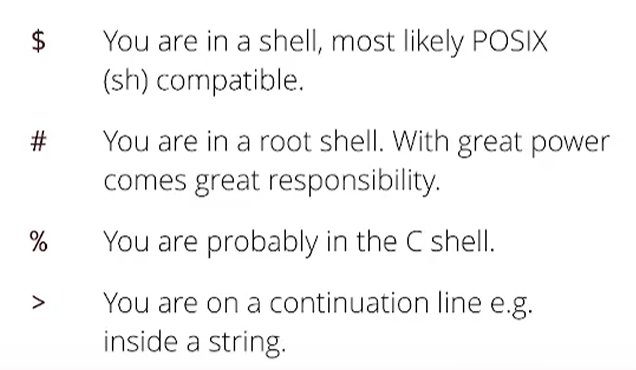 $ You are in a shell, most likely POSIX
(sh) compatible.
# You are in a root shell. With great power
comes great responsibility.
% You are probably in the C shell.
> You are on a continuation line e.g.
inside a string.